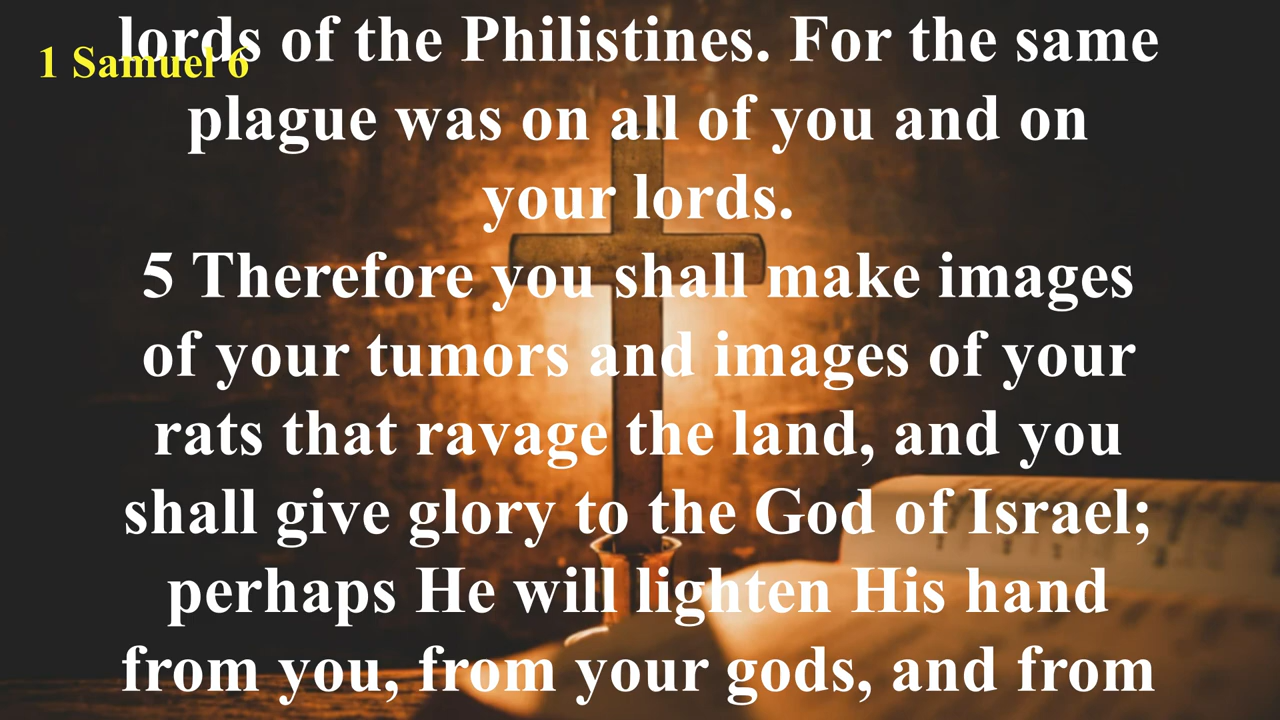 lords of the Philistines. For the same
1 Samuel 6
plague was on all of you and on
your lords.
5 Therefore you shall make images
of your tumors and images of your
rats that ravage the land, and you
shall give glory to the God of Israel;
perhaps He will lighten His hand
from you, from your gods, and from